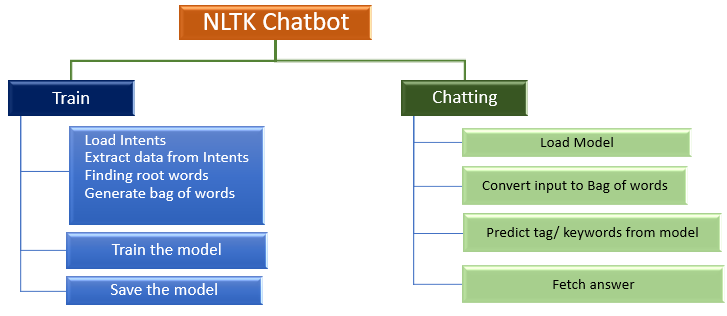 NLTK Chatbot
Train
Load Intents
Extract data from Intents
Finding root words
Generate bag of words
Train the model
Save the model
Chatting
Load Model
Convert input to Bag of words
Predict tag/ keywords from model
Fetch answer